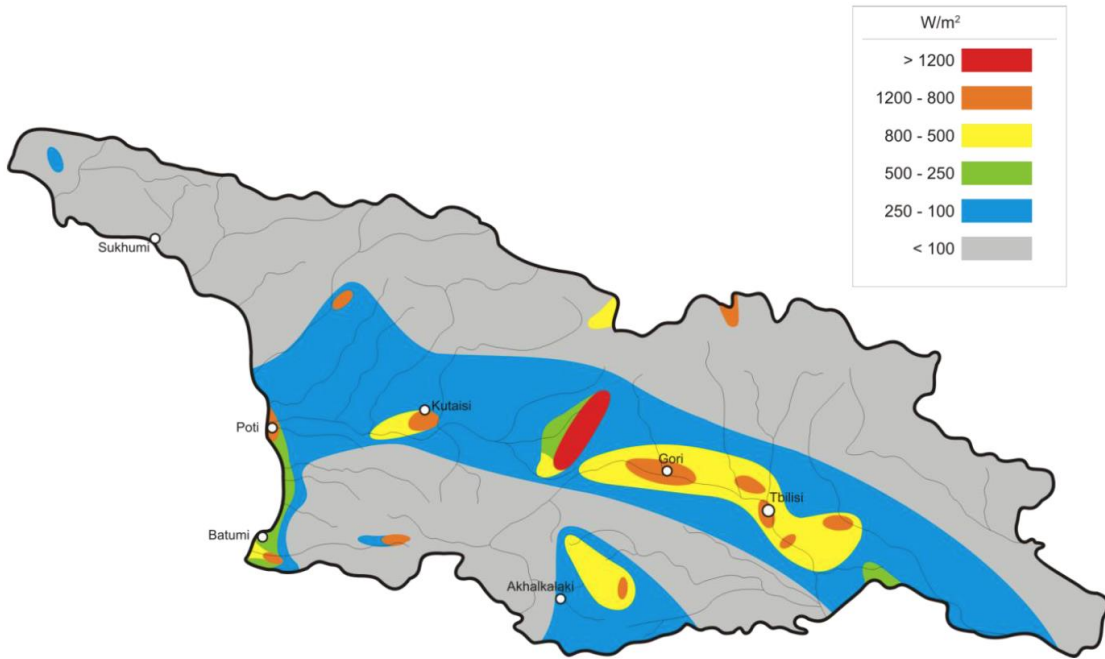 W/m²
> 1200
1200 - 800
800 - 500
500 - 250
250 - 100
< 100
Sukhumi
Kutaisi
Poti
Gori
Tbilisi
Batumi
Akhalkalaki